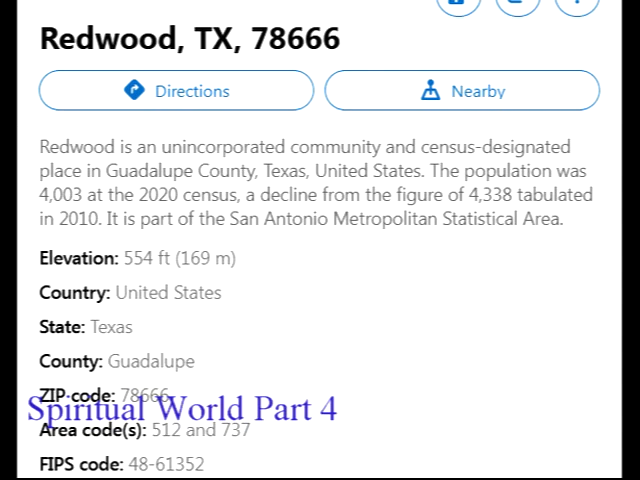 Redwood, TX, 78666
Directions
Nearby
Redwood is an unincorporated community and census-designated
place in Guadalupe County, Texas, United States. The population was
4,003 at the 2020 census, a decline from the figure of 4,338 tabulated
in 2010. It is part of the San Antonio Metropolitan Statistical Area.
Elevation: 554 ft (169 m)
Country: United States
State: Texas
County: Guadalupe
ZIP code: 78666
Spiritual World Part 4
Area code(s): 512 and 737
FIPS code: 48-61352